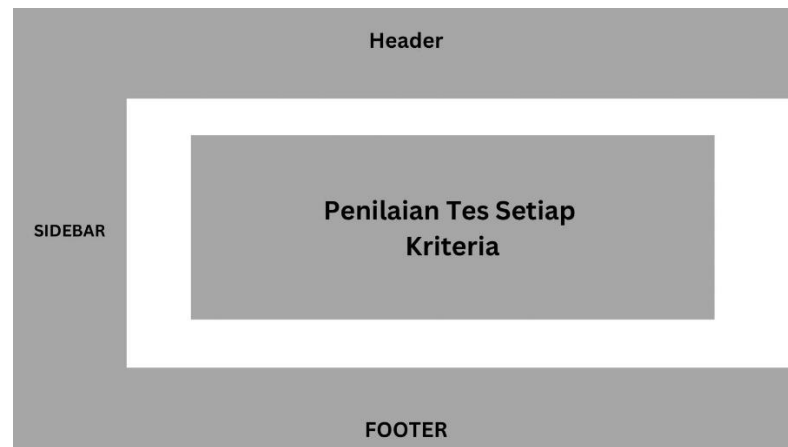 Header
SIDEBAR
Penilaian Tes Setiap
Kriteria
FOOTER